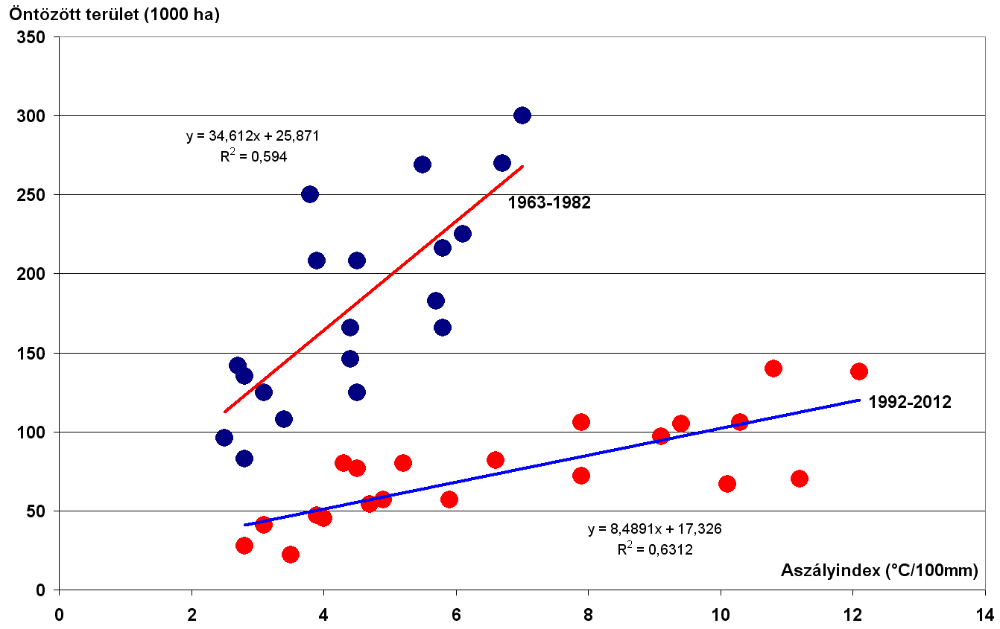 Öntözött terület (1000 ha)
350
300
250
200
150
100
50
0
y = 34,612x + 25,871
R² = 0,594
1963-1982
1992-2012
y = 8,4891x + 17,326
R² = 0,6312
Aszályindex (°C/100mm)
0 2 4 6 8 10 12 14